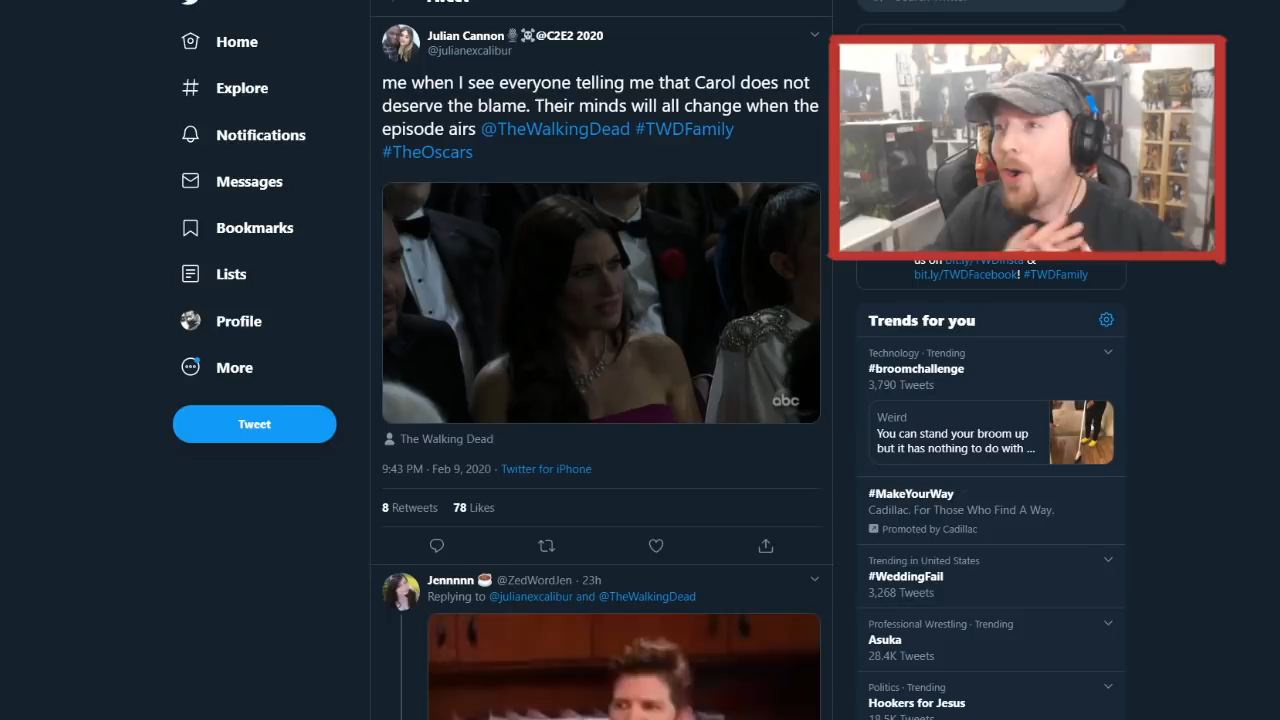 Tweet
Home
Explore
Notifications
Messages
Bookmarks
Lists
Profile
More
Tweet
Julian Cannon🎙☠@C2E2 2020
@julianexcalibur
me when I see everyone telling me that Carol does not
deserve the blame. Their minds will all change when the
episode airs @TheWalkingDead #TWDFamily
#TheOscars
abc
The Walking Dead
9:43 PM · Feb 9, 2020 · Twitter for iPhone
8 Retweets 78 Likes
Jennnnn ☕ @ZedWordJen · 23h
Replying to @julianexcalibur and @TheWalkingDead
us on bit.ly/TWDInsta &
bit.ly/TWDFacebook! #TWDFamily
Trends for you
Technology · Trending
#broomchallenge
3,790 Tweets
Weird
You can stand your broom up
but it has nothing to do with ...
#MakeYourWay
Cadillac. For Those Who Find A Way.
Promoted by Cadillac
Trending in United States
#WeddingFail
3,268 Tweets
Professional Wrestling · Trending
Asuka
28.4K Tweets
Politics · Trending
Hookers for Jesus
18.5K Tweets